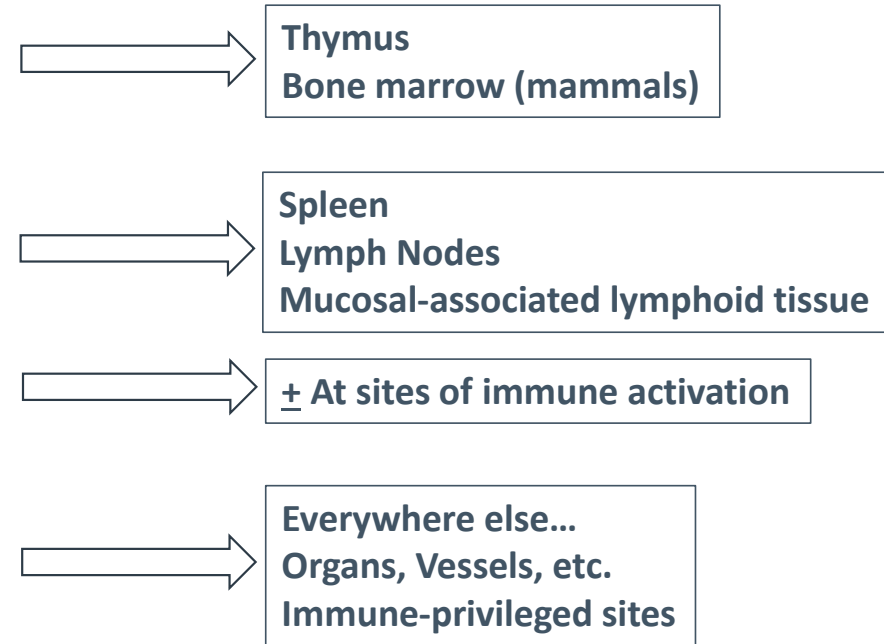 Thymus
Bone marrow (mammals)
Spleen
Lymph Nodes
Mucosal-associated lymphoid tissue
± At sites of immune activation
Everywhere else…
Organs, Vessels, etc.
Immune-privileged sites